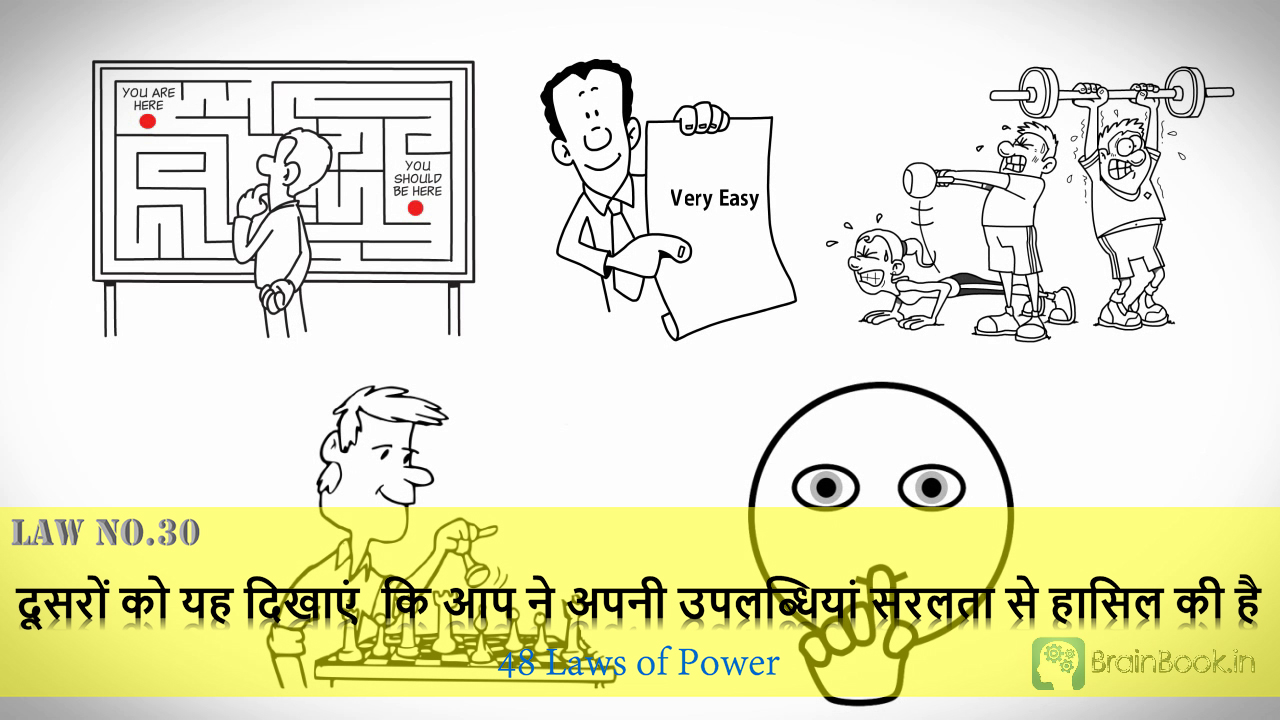 YOU ARE
HERE
YOU
SHOULD
BE HERE
Very Easy
LAW NO.30
दूसरों को यह दिखाएं कि आप ने अपनी उपलब्धियां सरलता से हासिल की है
48 Laws of Power
BrainBook.in